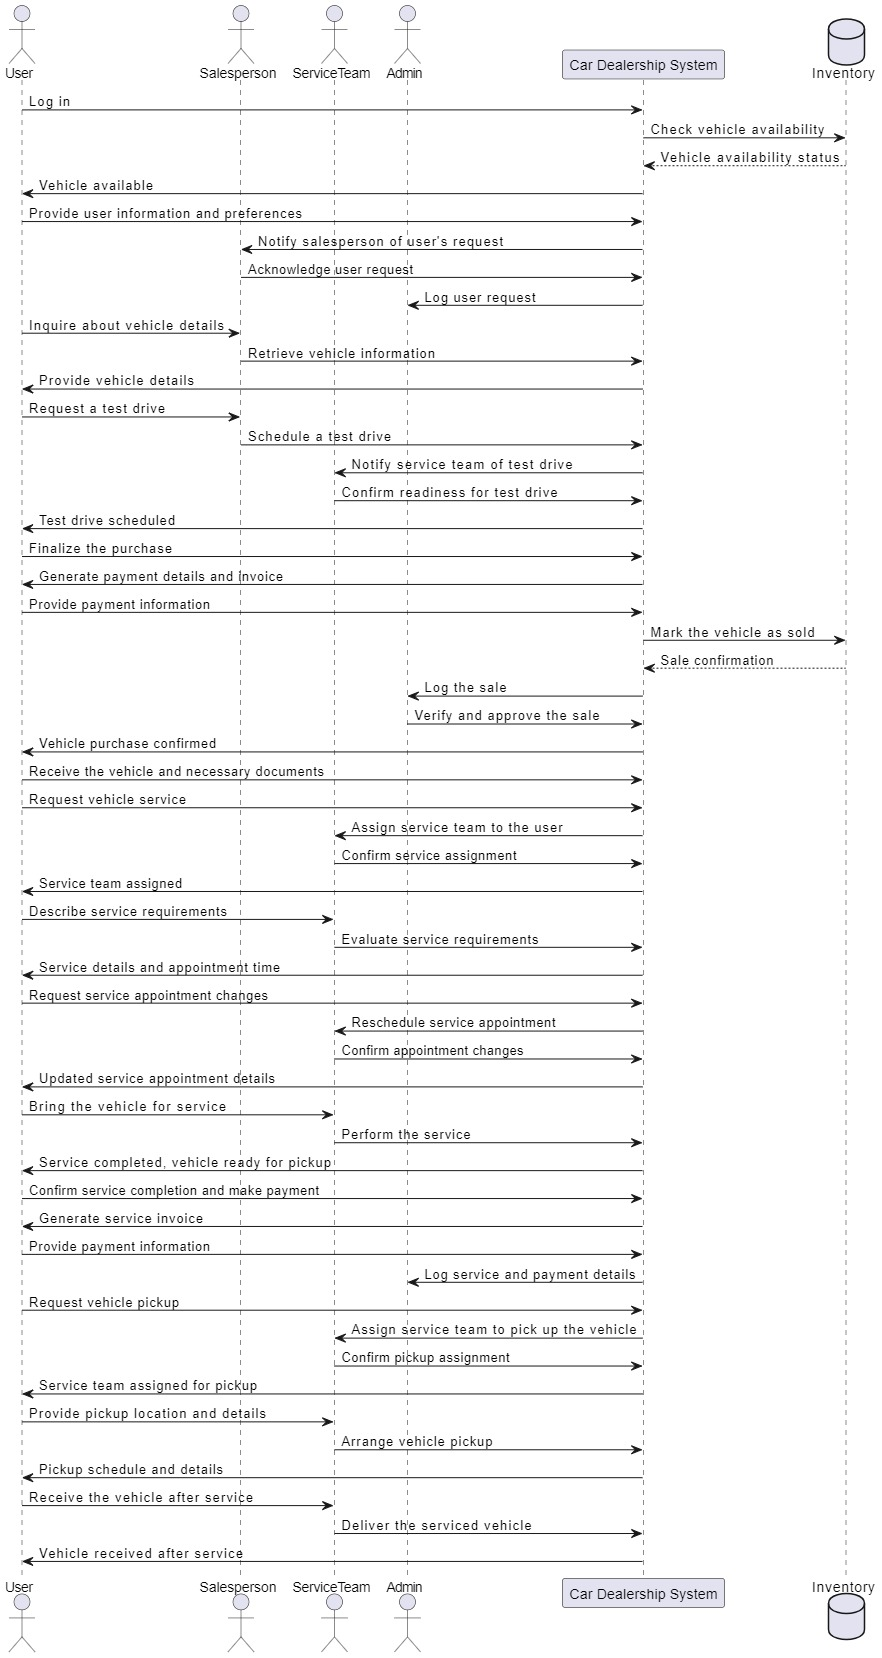 User
Salesperson
ServiceTeam
Admin
Car Dealership System
Inventory
Log in
Check vehicle availability
Vehicle availability status
Vehicle available
Provide user information and preferences
Notify salesperson of user's request
Acknowledge user request
Log user request
Inquire about vehicle details
Retrieve vehicle information
Provide vehicle details
Request a test drive
Schedule a test drive
Notify service team of test drive
Confirm readiness for test drive
Test drive scheduled
Finalize the purchase
Generate payment details and invoice
Provide payment information
Mark the vehicle as sold
Sale confirmation
Log the sale
Verify and approve the sale
Vehicle purchase confirmed
Receive the vehicle and necessary documents
Request vehicle service
Assign service team to the user
Confirm service assignment
Service team assigned
Describe service requirements
Evaluate service requirements
Service details and appointment time
Request service appointment changes
Reschedule service appointment
Confirm appointment changes
Updated service appointment details
Bring the vehicle for service
Perform the service
Service completed, vehicle ready for pickup
Confirm service completion and make payment
Generate service invoice
Provide payment information
Log service and payment details
Request vehicle pickup
Assign service team to pick up the vehicle
Confirm pickup assignment
Service team assigned for pickup
Provide pickup location and details
Arrange vehicle pickup
Pickup schedule and details
Receive the vehicle after service
Deliver the serviced vehicle
Vehicle received after service
User
Salesperson
ServiceTeam
Admin
Car Dealership System
Inventory